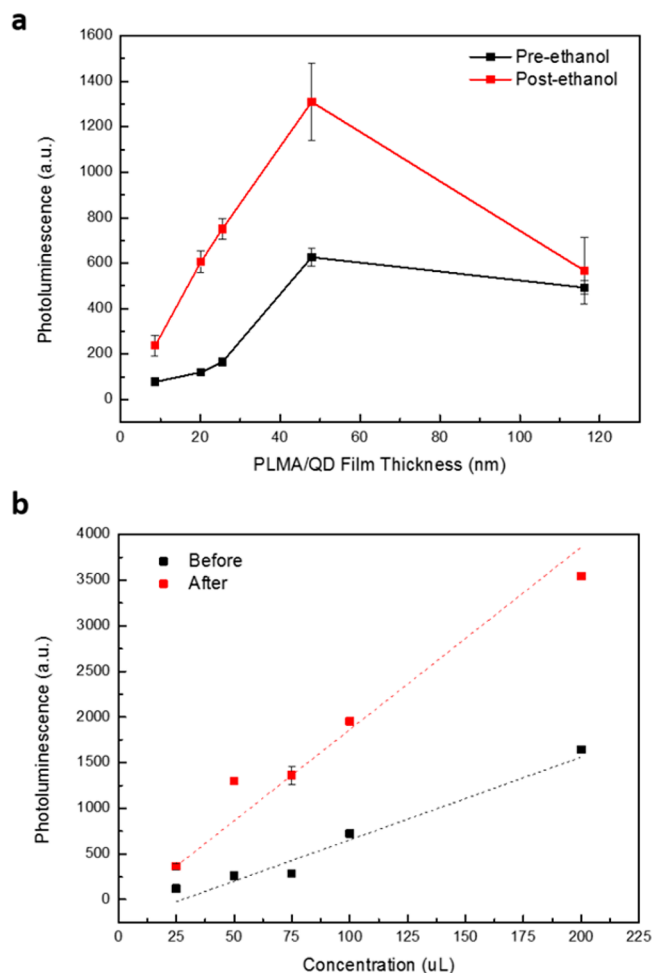 a
1600
1400
1200
1000
800
600
400
200
0
Photoluminescence (a.u.)
Pre-ethanol
Post-ethanol
0 20 40 60 80 100 120
PLMA/QD Film Thickness (nm)
b
4000
3500
3000
2500
2000
1500
1000
500
0
Photoluminescence (a.u.)
Before
After
0 25 50 75 100 125 150 175 200 225
Concentration (uL)